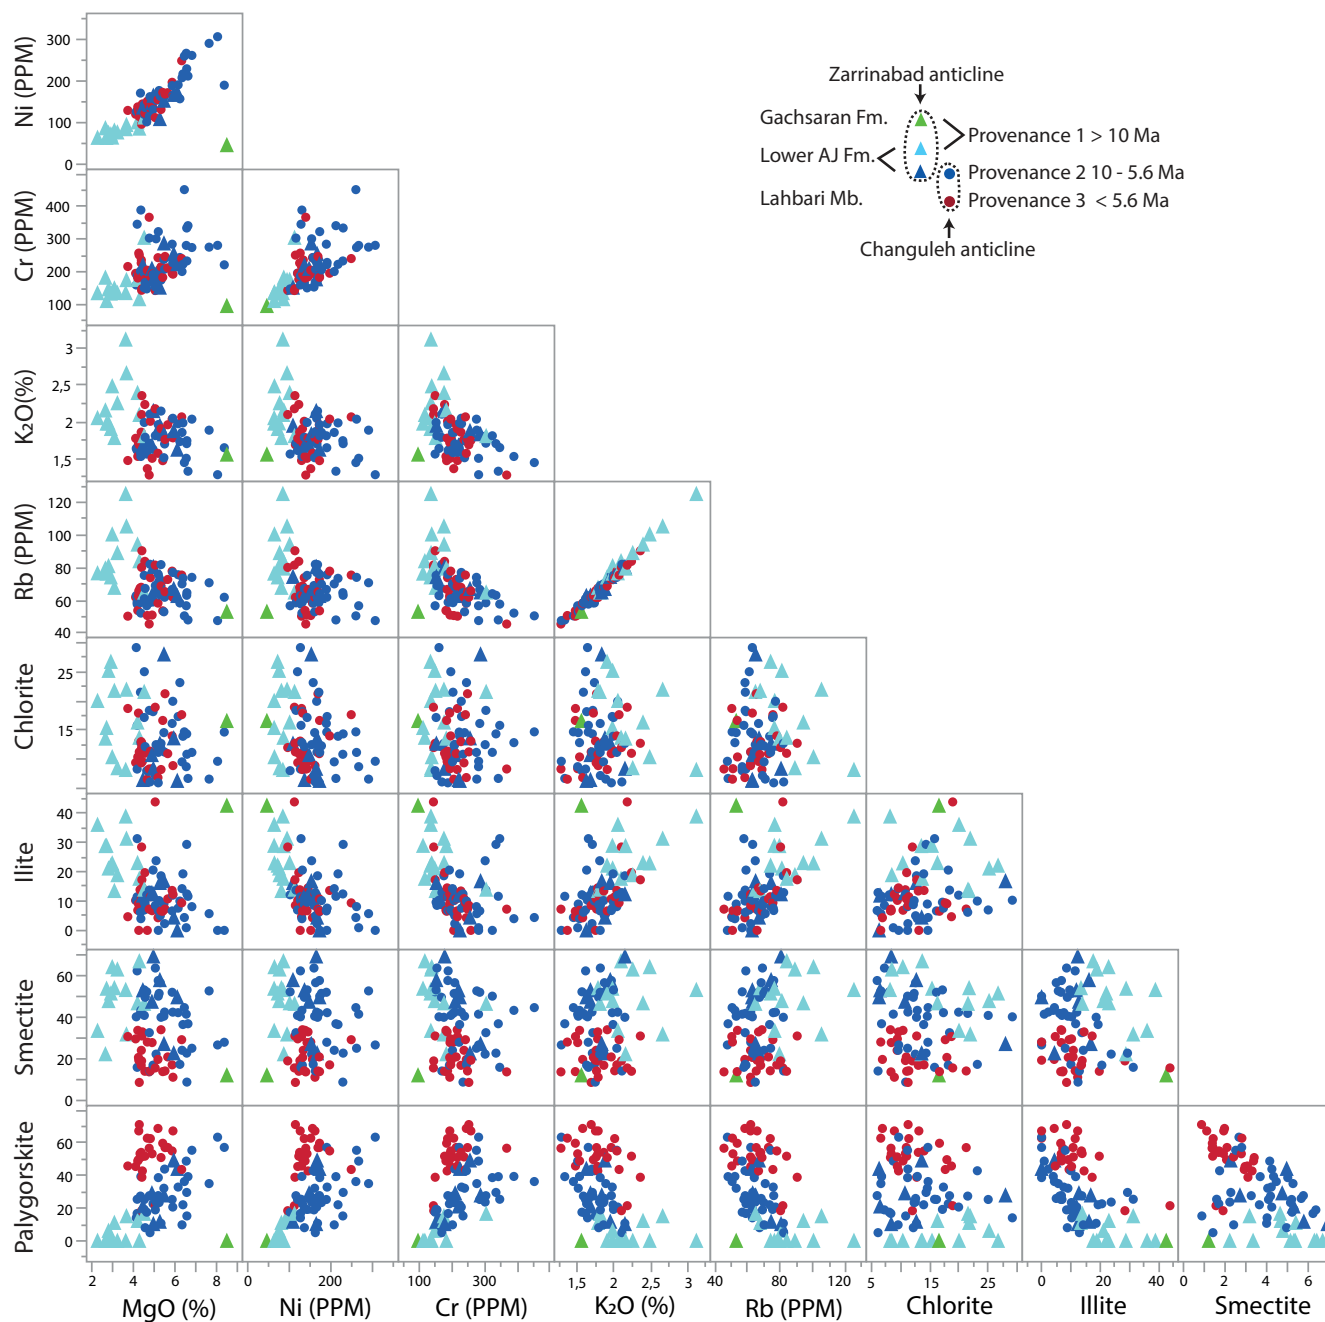 Zarrinabad anticline
Gachsaran Fm.
Provenance 1 > 10 Ma
Lower AJ Fm.
Provenance 2 10 - 5.6 Ma
Lahbari Mb.
Provenance 3 < 5.6 Ma
Changuleh anticline
Ni (PPM)
300
200
100
0
Cr (PPM)
400
300
200
100
K2O(%)
3
2,5
2
1,5
Rb (PPM)
120
100
80
60
40
Chlorite
25
15
Illite
40
30
20
10
0
Smectite
60
40
20
0
Palygorskite
60
40
20
0
2 4 6 8
0 200
100 300
1,5 2 2,5 3
40 80 120
5 15 25
0 20 40
0 2 4 6
MgO (%)
Ni (PPM)
Cr (PPM)
K2O (%)
Rb (PPM)
Chlorite
Illite
Smectite